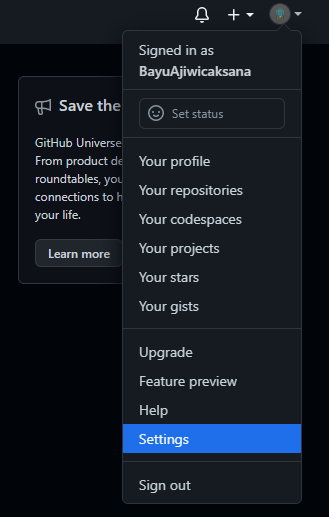 Signed in as
BayuAjiwicaksana
Set status
Your profile
Your repositories
Your codespaces
Your projects
Your stars
Your gists
Upgrade
Feature preview
Help
Settings
Sign out
Save the
GitHub Universe
From product de
roundtables, you
connections to h
your life.
Learn more